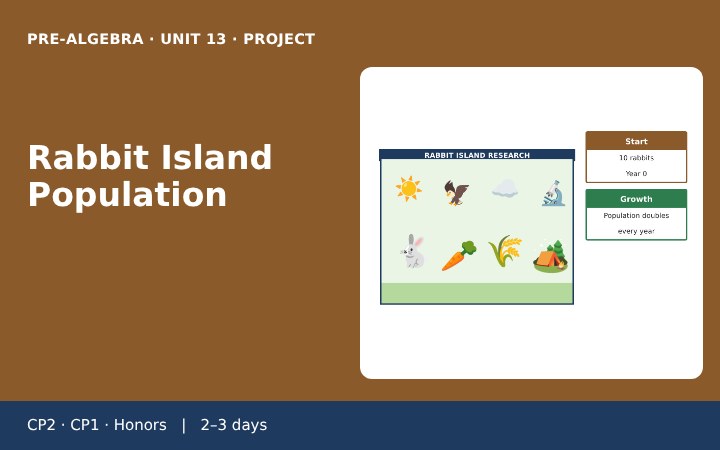 PRE-ALGEBRA · UNIT 13 · PROJECT
Rabbit Island
Population
RABBIT ISLAND RESEARCH
Start
10 rabbits
Year 0
Growth
Population doubles
every year
CP2 · CP1 · Honors | 2–3 days